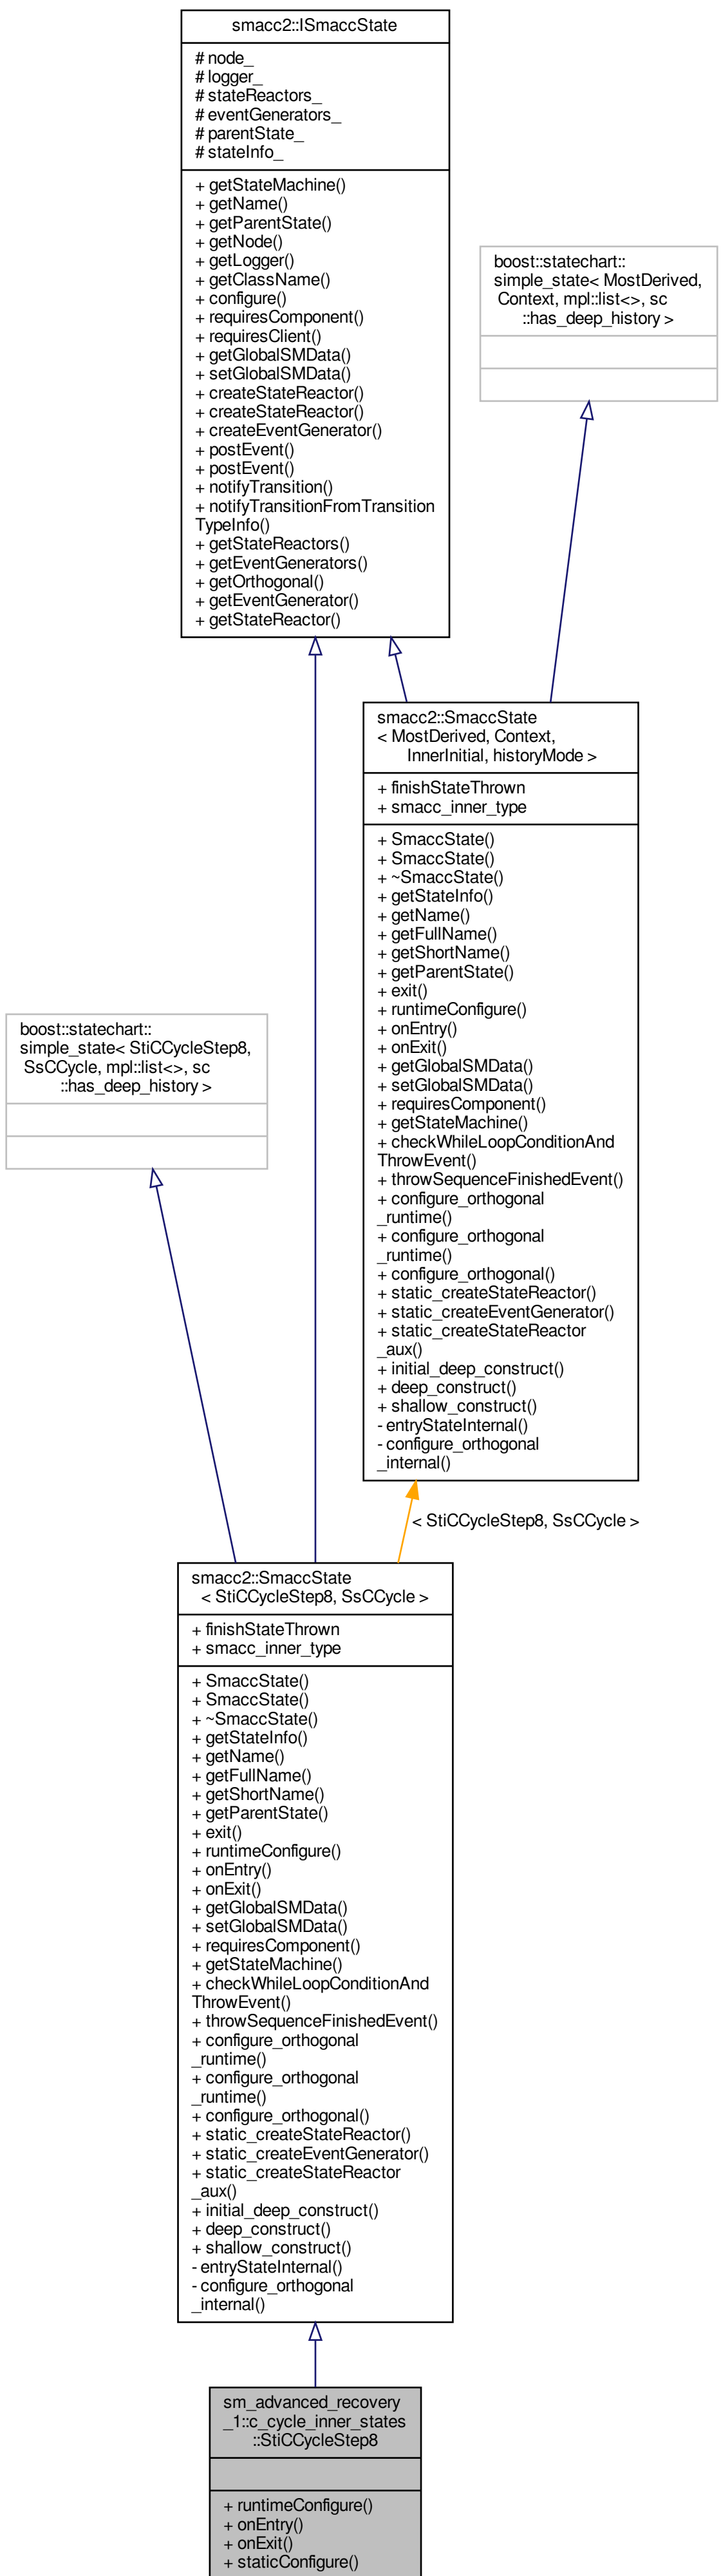 smacc2::ISmaccState
# node_
# logger_
# stateReactors_
# eventGenerators_
# parentState_
# stateInfo_
+ getStateMachine()
+ getName()
+ getParentState()
+ getNode()
+ getLogger()
+ getClassName()
+ configure()
+ requiresComponent()
+ requiresClient()
+ getGlobalSMData()
+ setGlobalSMData()
+ createStateReactor()
+ createStateReactor()
+ createEventGenerator()
+ postEvent()
+ postEvent()
+ notifyTransition()
+ notifyTransitionFromTransition
TypeInfo()
+ getStateReactors()
+ getEventGenerators()
+ getOrthogonal()
+ getEventGenerator()
+ getStateReactor()
boost::statechart::
simple_state< MostDerived,
Context, mpl::list<>, sc
::has_deep_history >
smacc2::SmaccState
< MostDerived, Context,
InnerInitial, historyMode >
+ finishStateThrown
+ smacc_inner_type
+ SmaccState()
+ SmaccState()
+ ~SmaccState()
+ getStateInfo()
+ getName()
+ getFullName()
+ getShortName()
+ getParentState()
+ exit()
+ runtimeConfigure()
+ onEntry()
+ onExit()
+ getGlobalSMData()
+ setGlobalSMData()
+ requiresComponent()
+ getStateMachine()
+ checkWhileLoopConditionAnd
ThrowEvent()
+ throwSequenceFinishedEvent()
+ configure_orthogonal
_runtime()
+ configure_orthogonal
_runtime()
+ configure_orthogonal()
+ static_createStateReactor()
+ static_createEventGenerator()
+ static_createStateReactor
_aux()
+ initial_deep_construct()
+ deep_construct()
+ shallow_construct()
- entryStateInternal()
- configure_orthogonal
_internal()
boost::statechart::
simple_state< StiCCycleStep8,
SsCCycle, mpl::list<>, sc
::has_deep_history >
< StiCCycleStep8, SsCCycle >
smacc2::SmaccState
< StiCCycleStep8, SsCCycle >
+ finishStateThrown
+ smacc_inner_type
+ SmaccState()
+ SmaccState()
+ ~SmaccState()
+ getStateInfo()
+ getName()
+ getFullName()
+ getShortName()
+ getParentState()
+ exit()
+ runtimeConfigure()
+ onEntry()
+ onExit()
+ getGlobalSMData()
+ setGlobalSMData()
+ requiresComponent()
+ getStateMachine()
+ checkWhileLoopConditionAnd
ThrowEvent()
+ throwSequenceFinishedEvent()
+ configure_orthogonal
_runtime()
+ configure_orthogonal
_runtime()
+ configure_orthogonal()
+ static_createStateReactor()
+ static_createEventGenerator()
+ static_createStateReactor
_aux()
+ initial_deep_construct()
+ deep_construct()
+ shallow_construct()
- entryStateInternal()
- configure_orthogonal
_internal()
sm_advanced_recovery
_1::c_cycle_inner_states
::StiCCycleStep8
+ runtimeConfigure()
+ onEntry()
+ onExit()
+ staticConfigure()